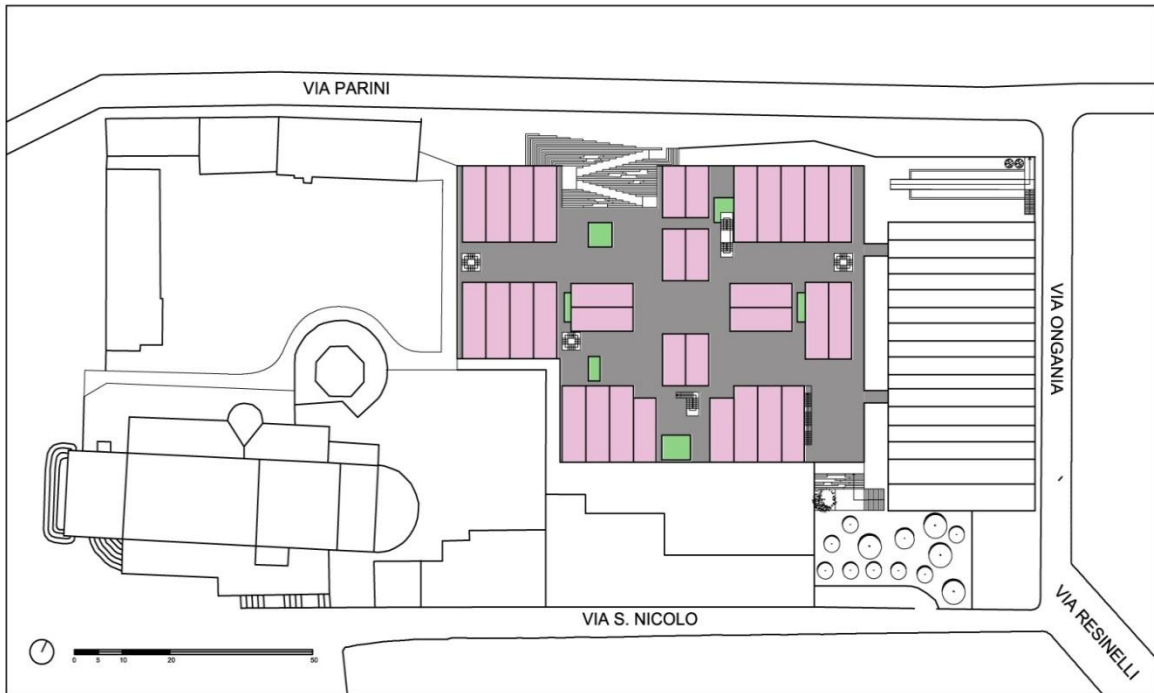 VIA PARINI
VIA ONGANIA
VIA S. NICOLO
VIA RESINELLI
0 5 10 20 50